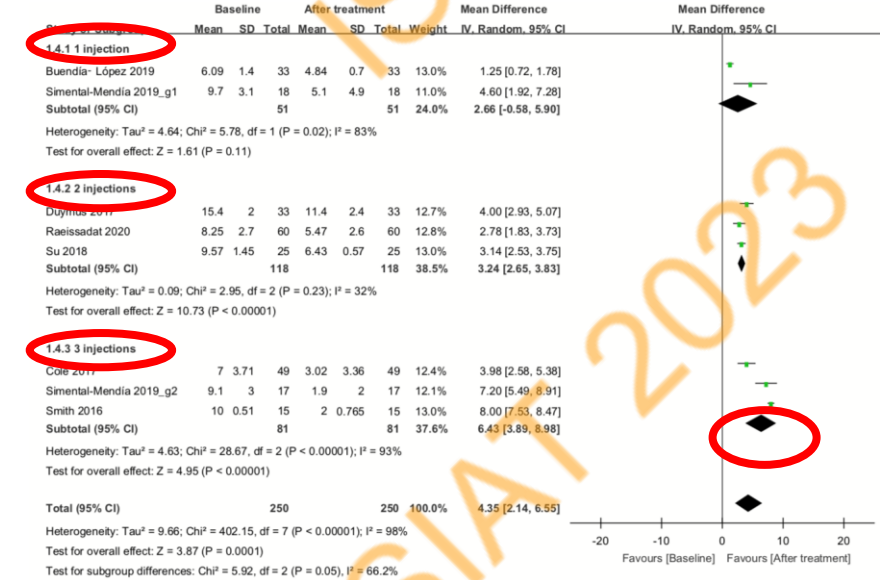 Baseline After treatment Mean Difference Mean Difference
Mean SD Total Mean SD Total Weight IV. Random. 95% CI IV. Random. 95% CI
1.4.1 1 injection
Buendía- López 2019 6.09 1.4 33 4.84 0.7 33 13.0% 1.25 [0.72, 1.78]
Simental-Mendía 2019_g1 9.7 3.1 18 5.1 4.9 18 11.0% 4.60 [1.92, 7.28]
Subtotal (95% CI) 51 51 24.0% 2.66 [-0.58, 5.90]
Heterogeneity: Tau² = 4.64; Chi² = 5.78, df = 1 (P = 0.02); I² = 83%
Test for overall effect: Z = 1.61 (P = 0.11)
1.4.2 2 injections
Duymus 2017 15.4 2 33 11.4 2.4 33 12.7% 4.00 [2.93, 5.07]
Raeissadat 2020 8.25 2.7 60 5.47 2.6 60 12.7% 2.78 [1.83, 3.73]
Su 2018 9.57 1.45 25 6.43 0.57 25 13.0% 3.14 [2.53, 3.75]
Subtotal (95% CI) 118 118 38.5% 3.24 [2.65, 3.83]
Heterogeneity: Tau² = 0.09; Chi² = 2.95, df = 2 (P = 0.23); I² = 32%
Test for overall effect: Z = 10.73 (P < 0.00001)
1.4.3 3 injections
Cole 2017 7 3.71 49 3.02 3.36 49 12.4% 3.98 [2.58, 5.38]
Simental-Mendía 2019_g2 9.1 3 17 1.9 2 17 12.1% 7.20 [5.49, 8.91]
Smith 2016 10 0.51 15 2 0.765 15 13.0% 8.00 [7.53, 8.47]
Subtotal (95% CI) 81 81 37.6% 6.43 [3.89, 8.98]
Heterogeneity: Tau² = 4.63; Chi² = 28.67, df = 2 (P < 0.00001); I² = 93%
Test for overall effect: Z = 4.95 (P < 0.00001)
Total (95% CI) 250 250 100.0% 4.35 [2.14, 6.55]
Heterogeneity: Tau² = 9.66; Chi² = 402.15, df = 7 (P < 0.00001); I² = 98%
Test for overall effect: Z = 3.87 (P = 0.0001)
Test for subgroup differences: Chi² = 5.92, df = 2 (P = 0.05), I² = 66.2%
-20 -10 0 10 20
Favours [Baseline] Favours [After treatment]
SIAT 2023